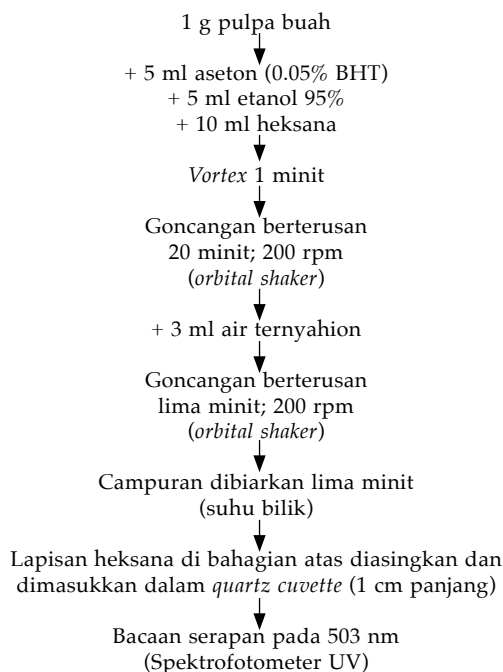 1 g pulpa buah
+ 5 ml aseton (0.05% BHT)
+ 5 ml etanol 95%
+ 10 ml heksana
Vortex 1 minit
Goncangan berterusan
20 minit; 200 rpm
(orbital shaker)
+ 3 ml air ternyahion
Goncangan berterusan
lima minit; 200 rpm
(orbital shaker)
Campuran dibiarkan lima minit
(suhu bilik)
Lapisan heksana di bahagian atas diasingkan dan
dimasukkan dalam quartz cuvette (1 cm panjang)
Bacaan serapan pada 503 nm
(Spektrofotometer UV)